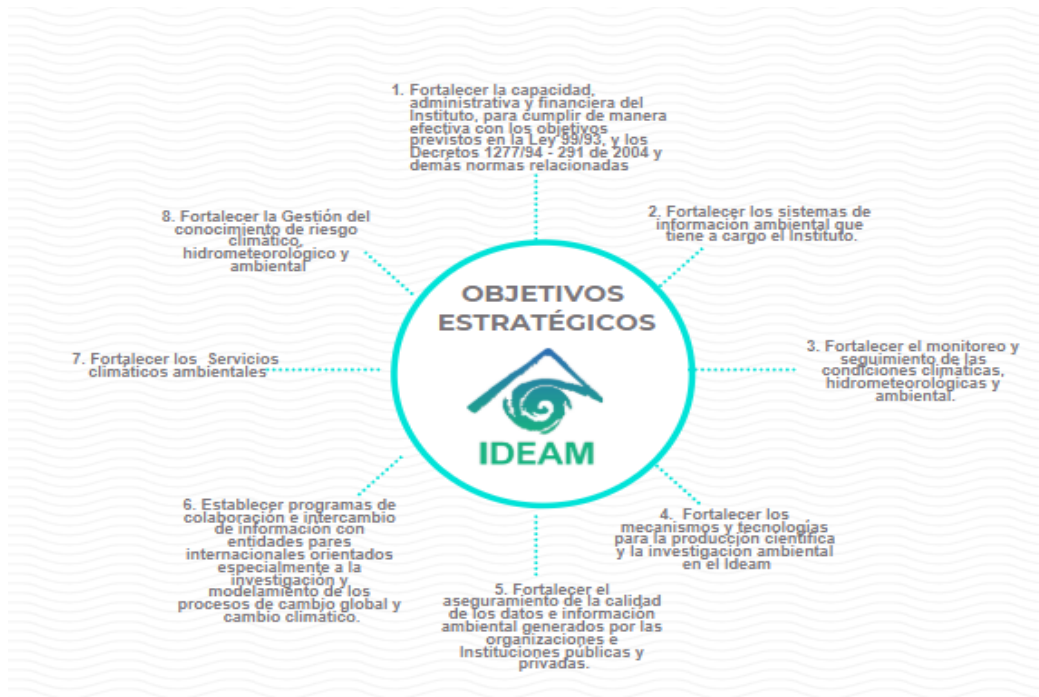 1. Fortalecer la capacidad,
administrativa y financiera del
Instituto, para cumplir de manera
efectiva con los objetivos
previstos en la Ley 99/93, y los
Decretos 1277/94 - 291 de 2004 y
demás normas relacionadas
2. Fortalecer los sistemas de
información ambiental que
tiene a cargo el Instituto.
3. Fortalecer el monitoreo y
seguimiento de las
condiciones climáticas,
hidrometeorológicas y
ambiental.
4. Fortalecer los
mecanismos y tecnologías
para la producción científica
y la investigación ambiental
en el Ideam
5. Fortalecer el
aseguramiento de la calidad
de los datos e información
ambiental generados por las
organizaciones e
Instituciones públicas y
privadas.
6. Establecer programas de
colaboración e intercambio
de información con
entidades pares
internacionales orientados
especialmente a la
investigación y
modelamiento de los
procesos de cambio global y
cambio climático.
7. Fortalecer los Servicios
climáticos ambientales
8. Fortalecer la Gestión del
conocimiento de riesgo
climático,
hidrometeorológico y
ambiental
OBJETIVOS
ESTRATÉGICOS
IDEAM